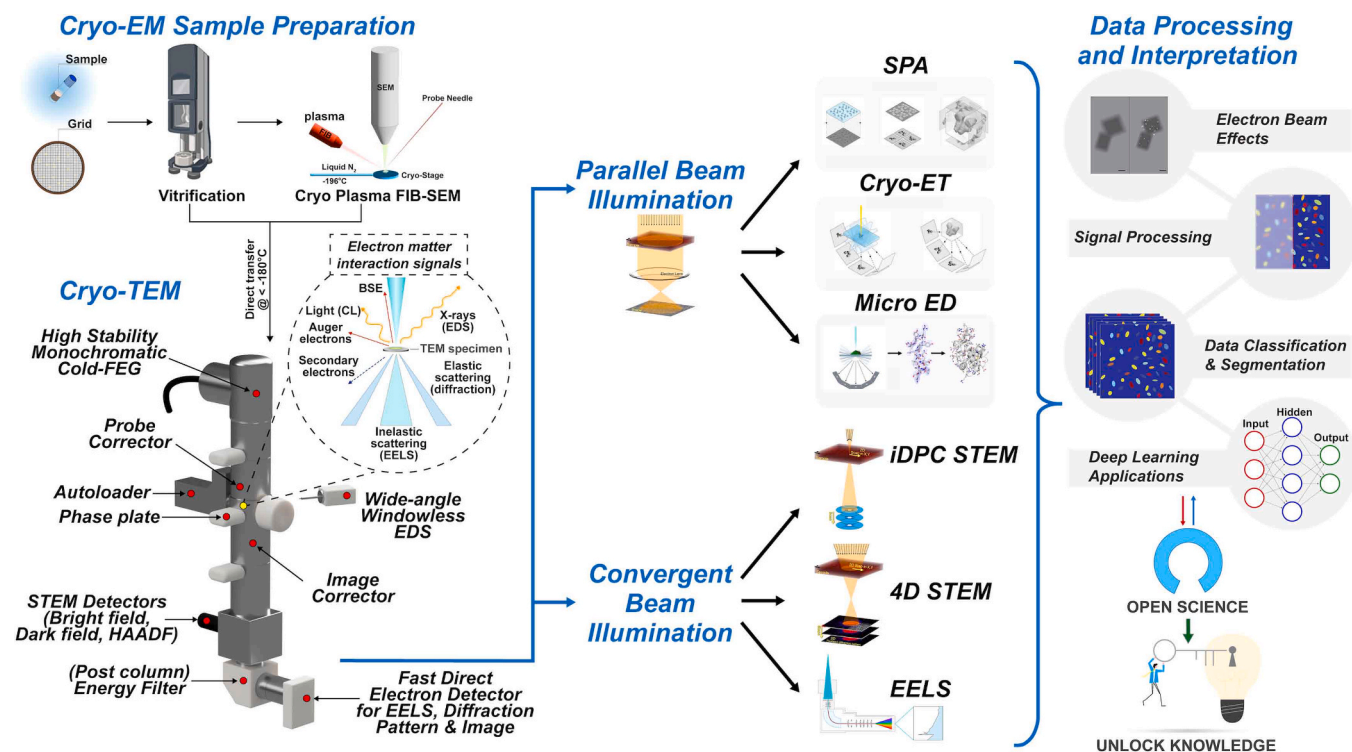 Cryo-EM Sample Preparation
Sample
Grid
Vitrification
SEM
Probe Needle
plasma
FIB
Liquid N₂
-196°C
Cryo-Stage
Cryo Plasma FIB-SEM
Direct transfer
@ < -180°C
Cryo-TEM
High Stability
Monochromatic
Cold-FEG
Probe
Corrector
Autoloader
Phase plate
Wide-angle
Windowless
EDS
Image
Corrector
STEM Detectors
(Bright field,
Dark field, HAADF)
(Post column)
Energy Filter
Fast Direct
Electron Detector
for EELS, Diffraction
Pattern & Image
Electron matter
interaction signals
BSE
Light (CL)
X-rays
(EDS)
Auger
electrons
TEM specimen
Secondary
electrons
Elastic
scattering
(diffraction)
Inelastic
scattering
(EELS)
Parallel Beam
Illumination
Electron Lens
Convergent
Beam
Illumination
SPA
Cryo-ET
Micro ED
iDPC STEM
4D STEM
EELS
Data Processing
and Interpretation
Electron Beam
Effects
Signal Processing
Data Classification
& Segmentation
Deep Learning
Applications
Input
Hidden
Output
OPEN SCIENCE
UNLOCK KNOWLEDGE